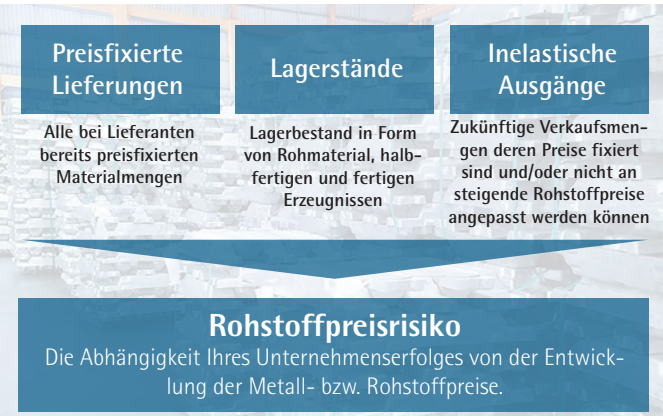 Preisfixierte
Lieferungen
Alle bei Lieferanten
bereits preisfixierten
Materialmengen
Lagerstände
Lagerbestand in Form
von Rohmaterial, halb-
fertigen und fertigen
Erzeugnissen
Inelastische
Ausgänge
Zukünftige Verkaufsmen-
gen deren Preise fixiert
sind und/oder nicht an
steigende Rohstoffpreise
angepasst werden können
Rohstoffpreisrisiko
Die Abhängigkeit Ihres Unternehmenserfolges von der Entwick-
lung der Metall- bzw. Rohstoffpreise.